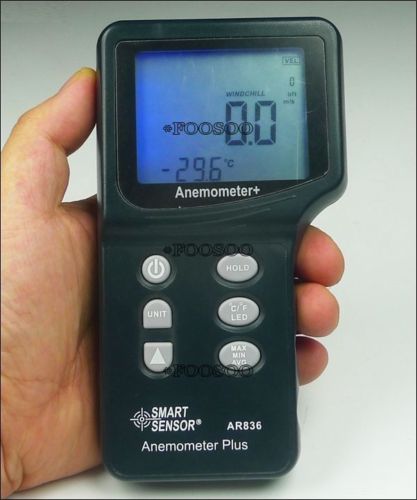 VEL
0
WINDCHILL
uft
m/s
0.0
*FOOSOO
-29.6 °C
Anemometer+
*FOOSOO
HOLD
UNIT
°C/°F
LED
*FOOSOO
MAX
MIN
AVG
SMART
SENSOR®
AR836
Anemometer Plus